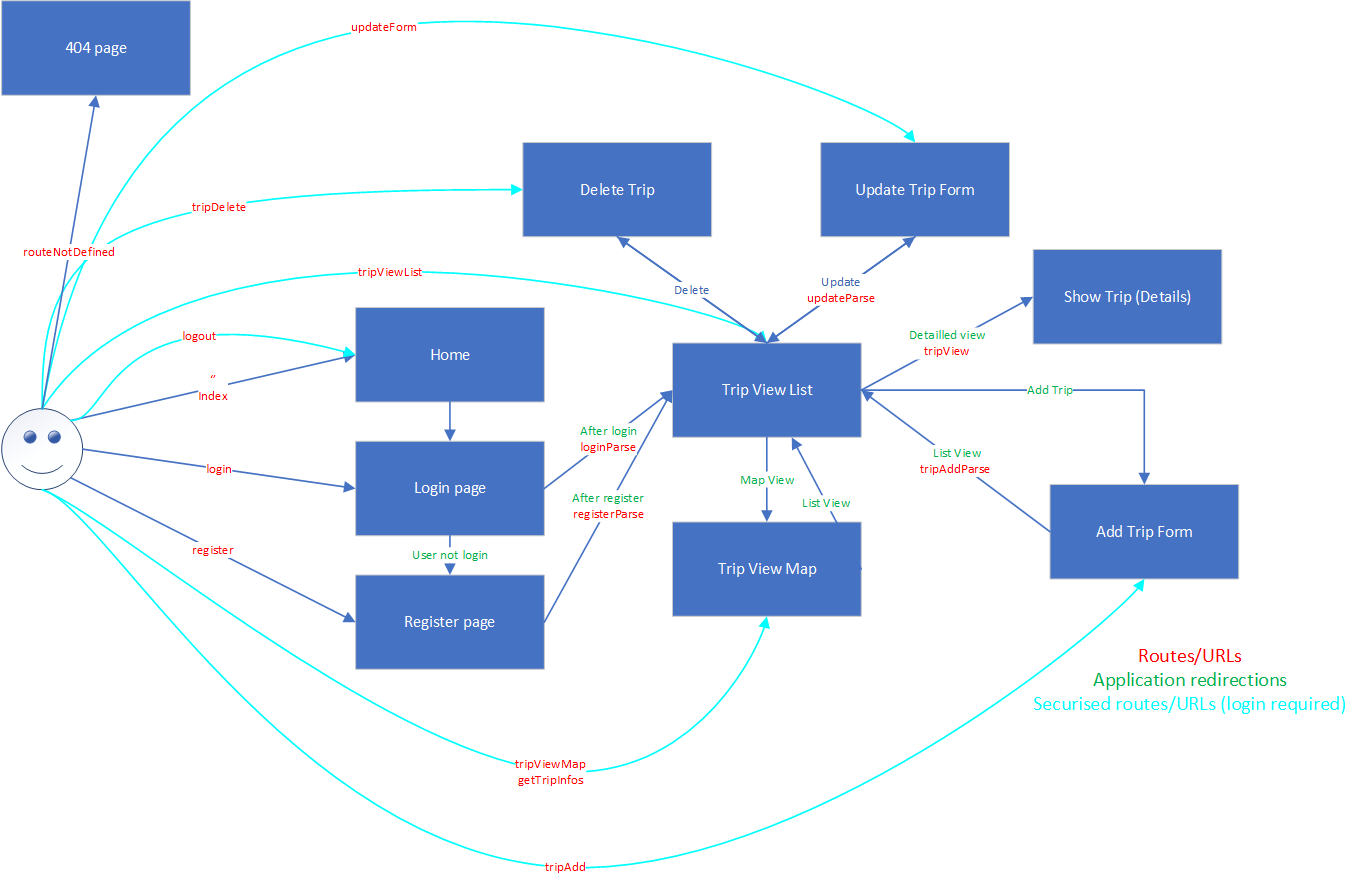 updateForm
404 page
Delete Trip
Update Trip Form
tripDelete
routeNotDefined
tripViewList
Delete
Update
updateParse
Show Trip (Details)
logout
Home
Detailled view
tripView
“
Index
Trip View List
Add Trip
After login
loginParse
List View
tripAddParse
login
Login page
Map View
After register
registerParse
List View
Add Trip Form
register
User not login
Trip View Map
Register page
Routes/URLs
Application redirections
Securised routes/URLs (login required)
tripViewMap
getTripInfos
tripAdd